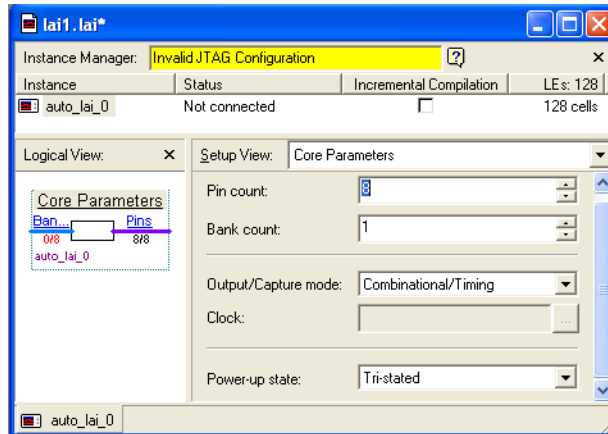 lai1.lai*
Instance Manager: Invalid JTAG Configuration
Instance Status Incremental Compilation LEs: 128
auto_lai_0 Not connected 128 cells
Logical View: Setup View: Core Parameters
Core Parameters
Ban... Pins
0/8 8/8
auto_lai_0
Pin count: 8
Bank count: 1
Output/Capture mode: Combinational/Timing
Clock: ...
Power-up state: Tri-stated
auto_lai_0